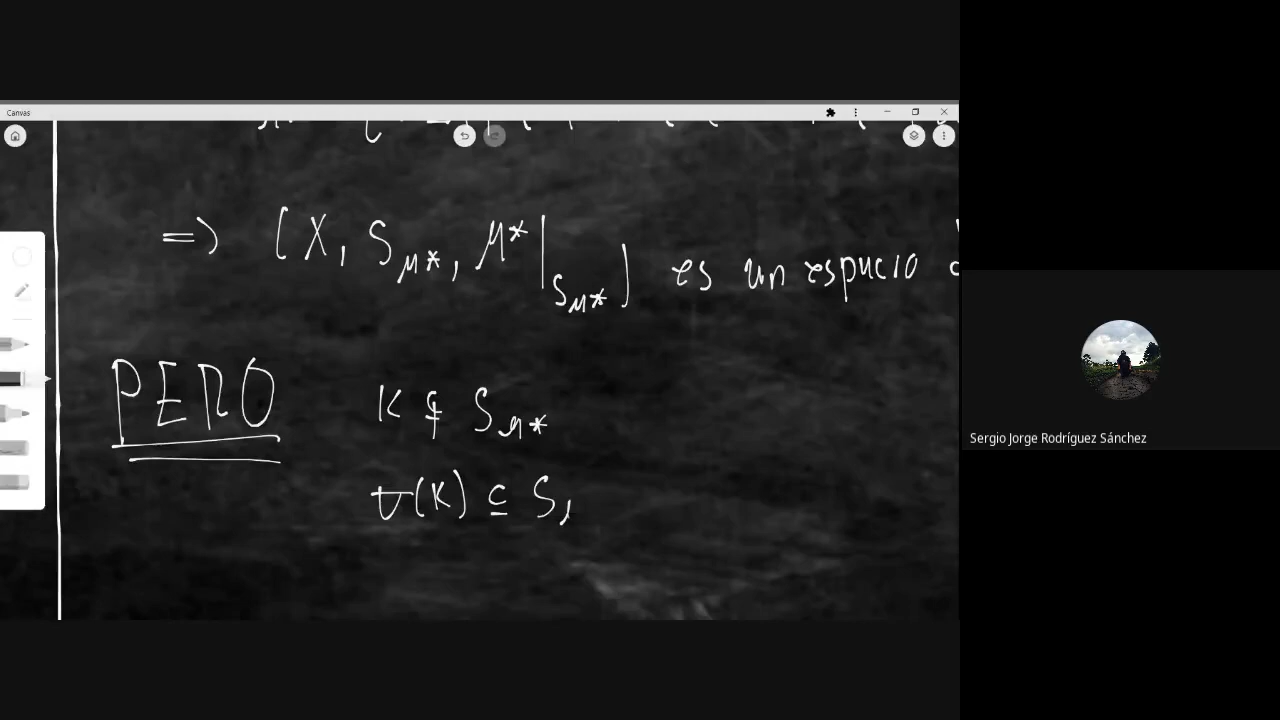 Canvas
=> (X, S_μ*, μ*|_S_μ*) es un espacio
PERO K ⊊ S_μ*
σ(K) ⊆ S
Sergio Jorge Rodríguez Sánchez